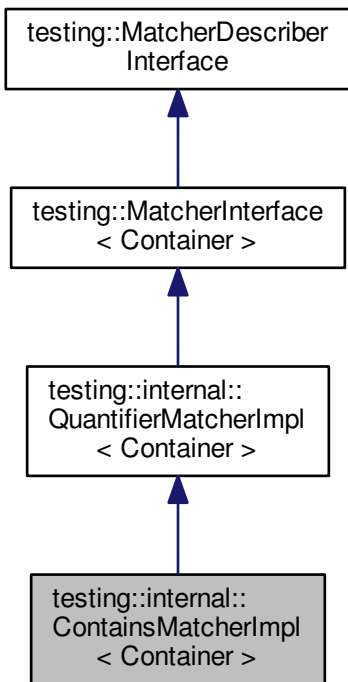 testing::MatcherDescriber
Interface
testing::MatcherInterface
< Container >
testing::internal::
QuantifierMatcherImpl
< Container >
testing::internal::
ContainsMatcherImpl
< Container >